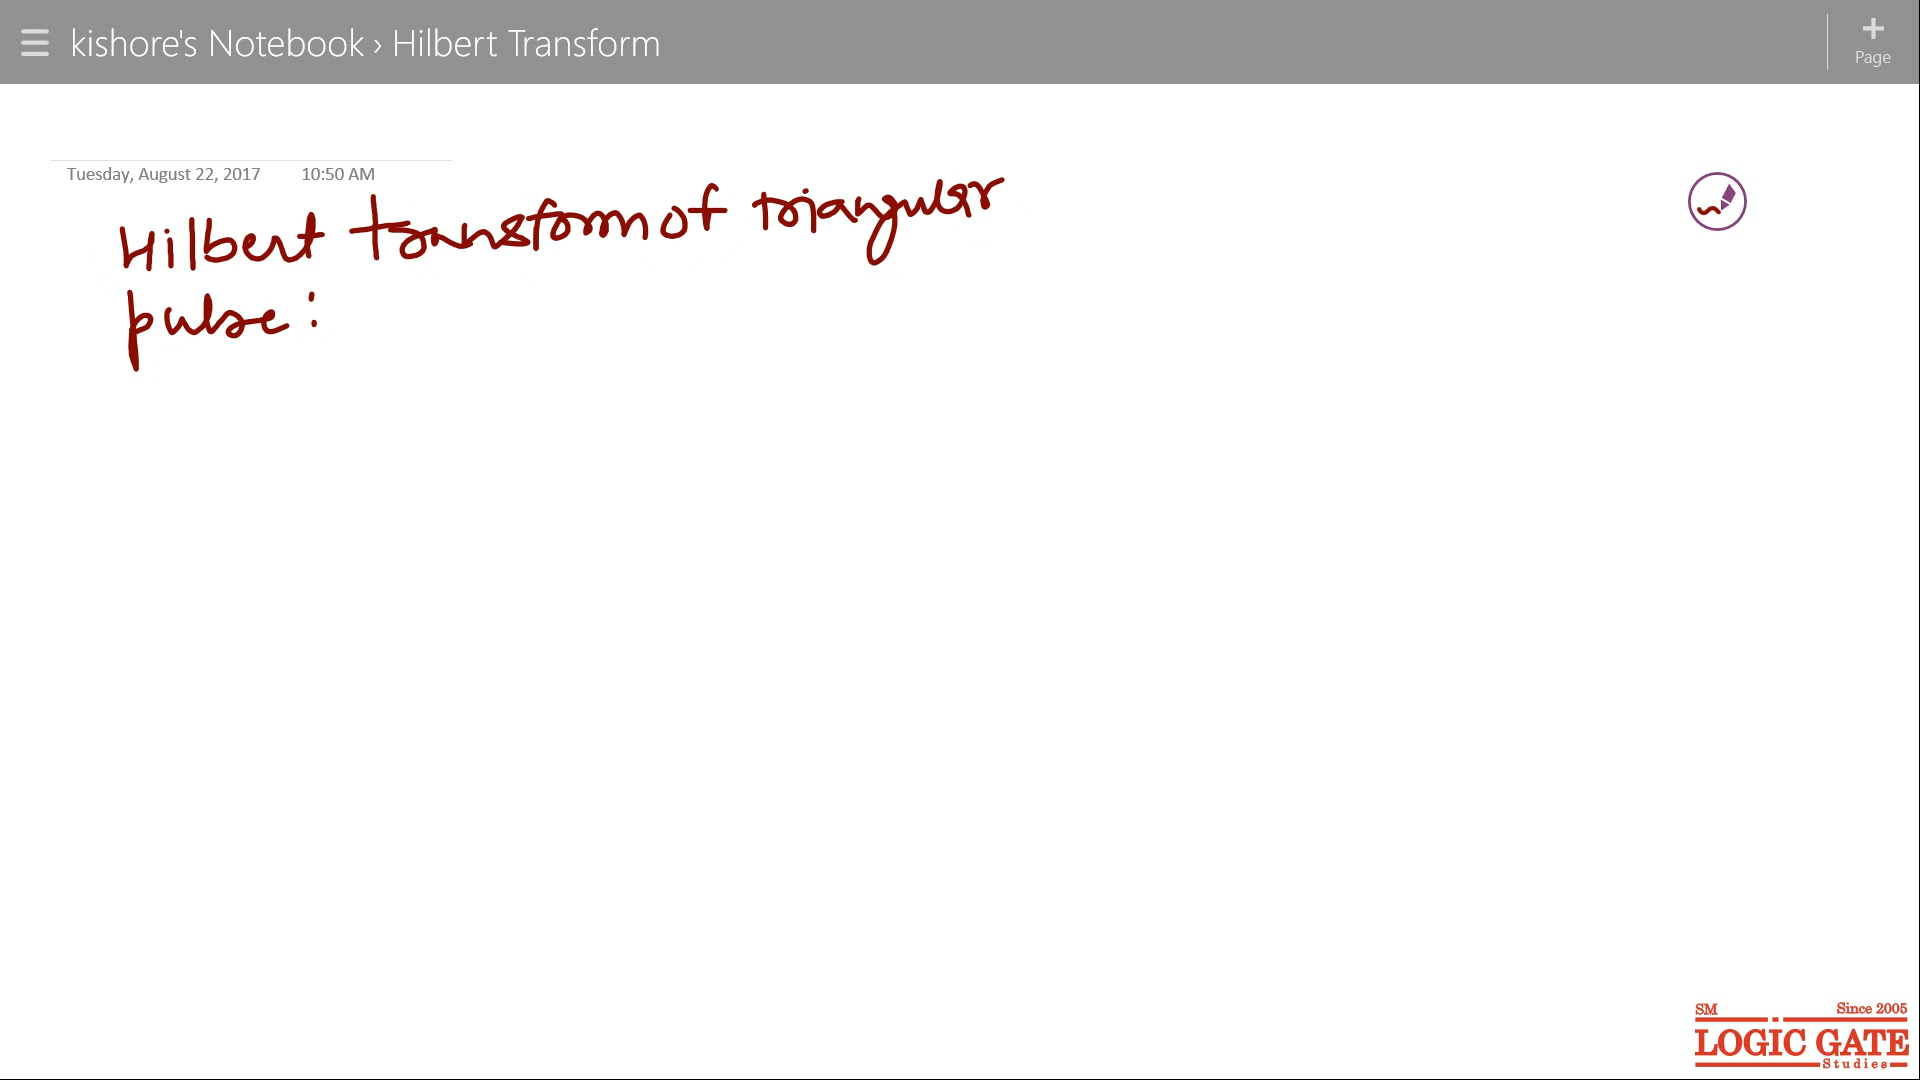 kishore's Notebook › Hilbert Transform
+
Page
Tuesday, August 22, 2017 10:50 AM
Hilbert transform of triangular
pulse :
SM Since 2005
LOGIC GATE
Studies